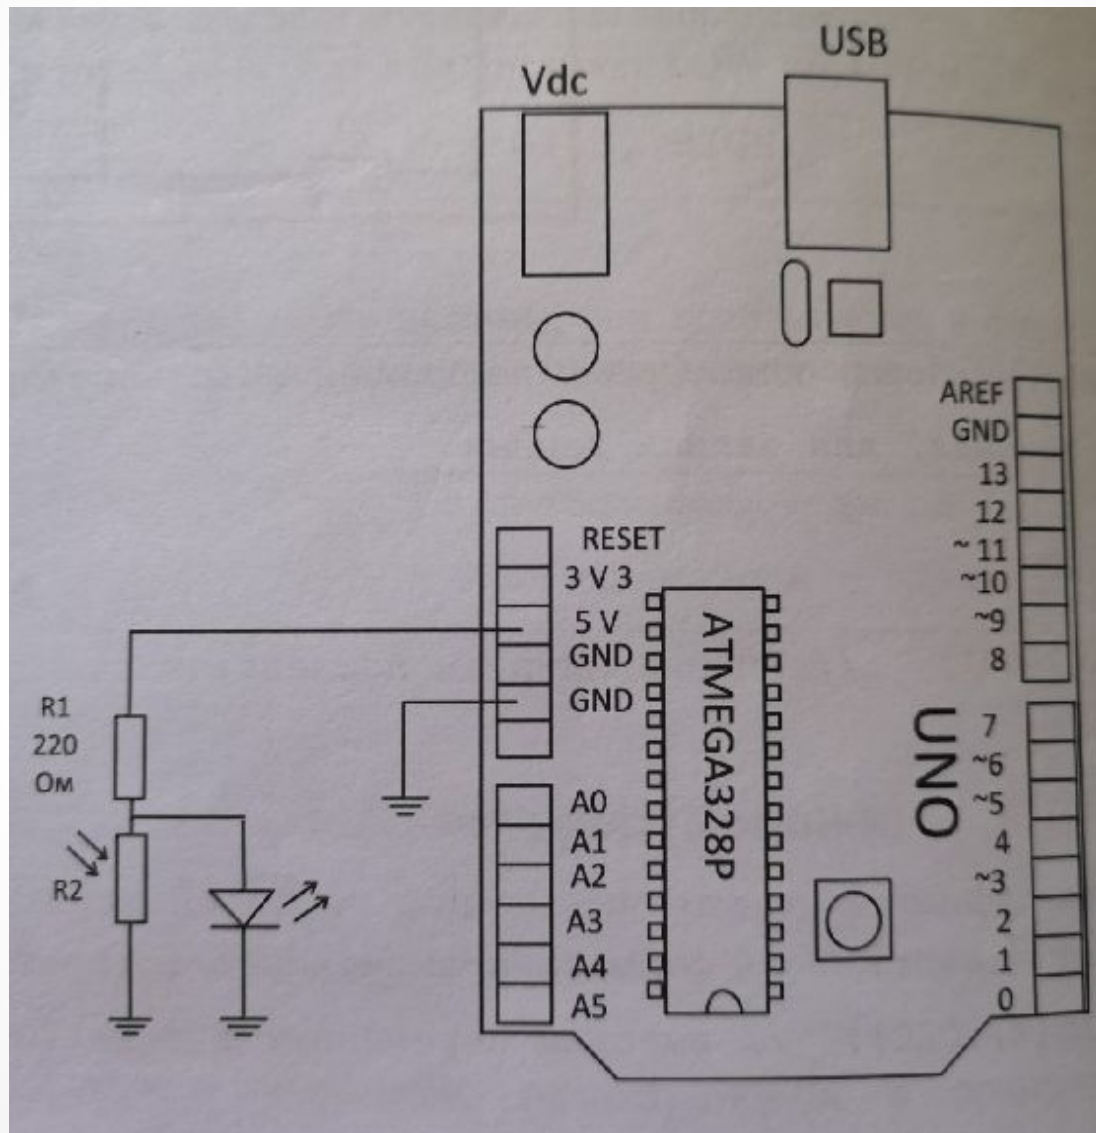 USB
Vdc
AREF
GND
13
12
~11
~10
~9
8
RESET
3 V 3
5 V
GND
GND
ATMEGA328P
UNO
7
~6
~5
4
~3
2
1
0
R1
220
Ом
R2
A0
A1
A2
A3
A4
A5